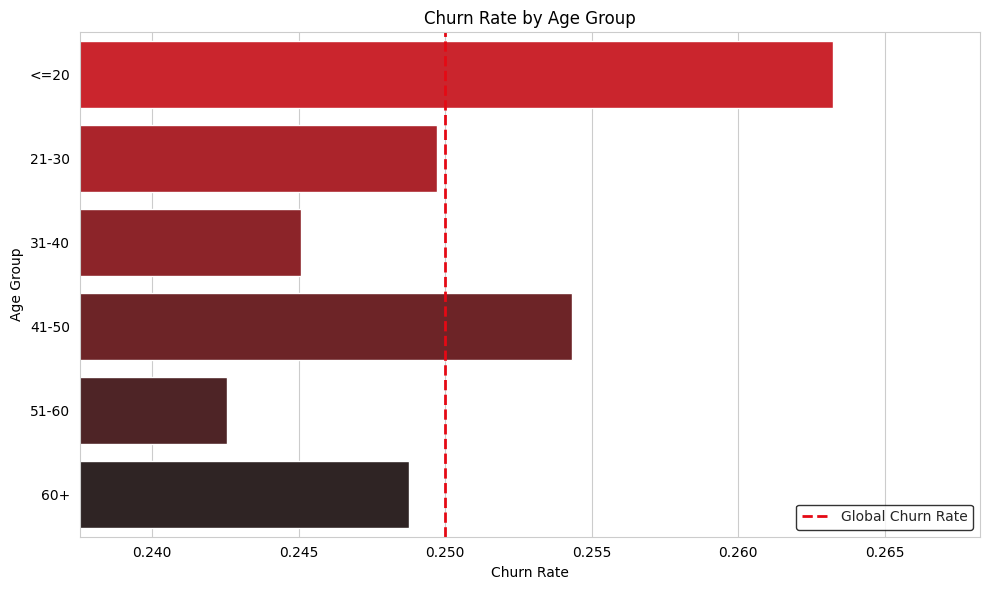 Churn Rate by Age Group
Age Group
<=20
21-30
31-40
41-50
51-60
60+
Global Churn Rate
0.240 0.245 0.250 0.255 0.260 0.265
Churn Rate